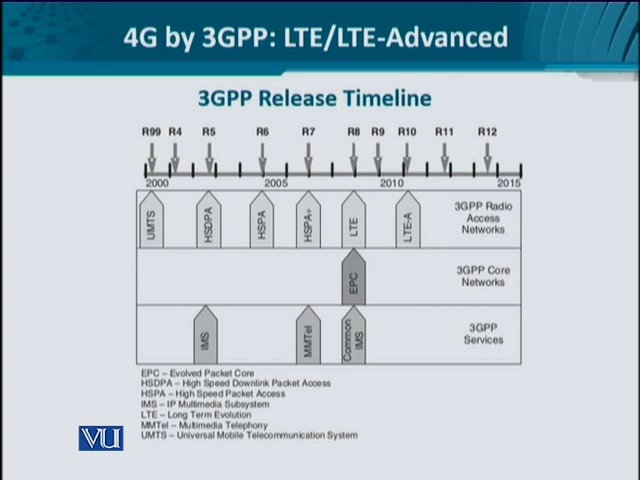 4G by 3GPP: LTE/LTE-Advanced
3GPP Release Timeline
R99 R4 R5 R6 R7 R8 R9 R10 R11 R12
2000 2005 2010 2015
UMTS HSDPA HSPA HSPA+ LTE LTE-A
3GPP Radio
Access
Networks
EPC
3GPP Core
Networks
IMS MMTel Common
IMS
3GPP
Services
EPC – Evolved Packet Core
HSDPA – High Speed Downlink Packet Access
HSPA – High Speed Packet Access
IMS – IP Multimedia Subsystem
LTE – Long Term Evolution
MMTel – Multimedia Telephony
UMTS – Universal Mobile Telecommunication System
VU